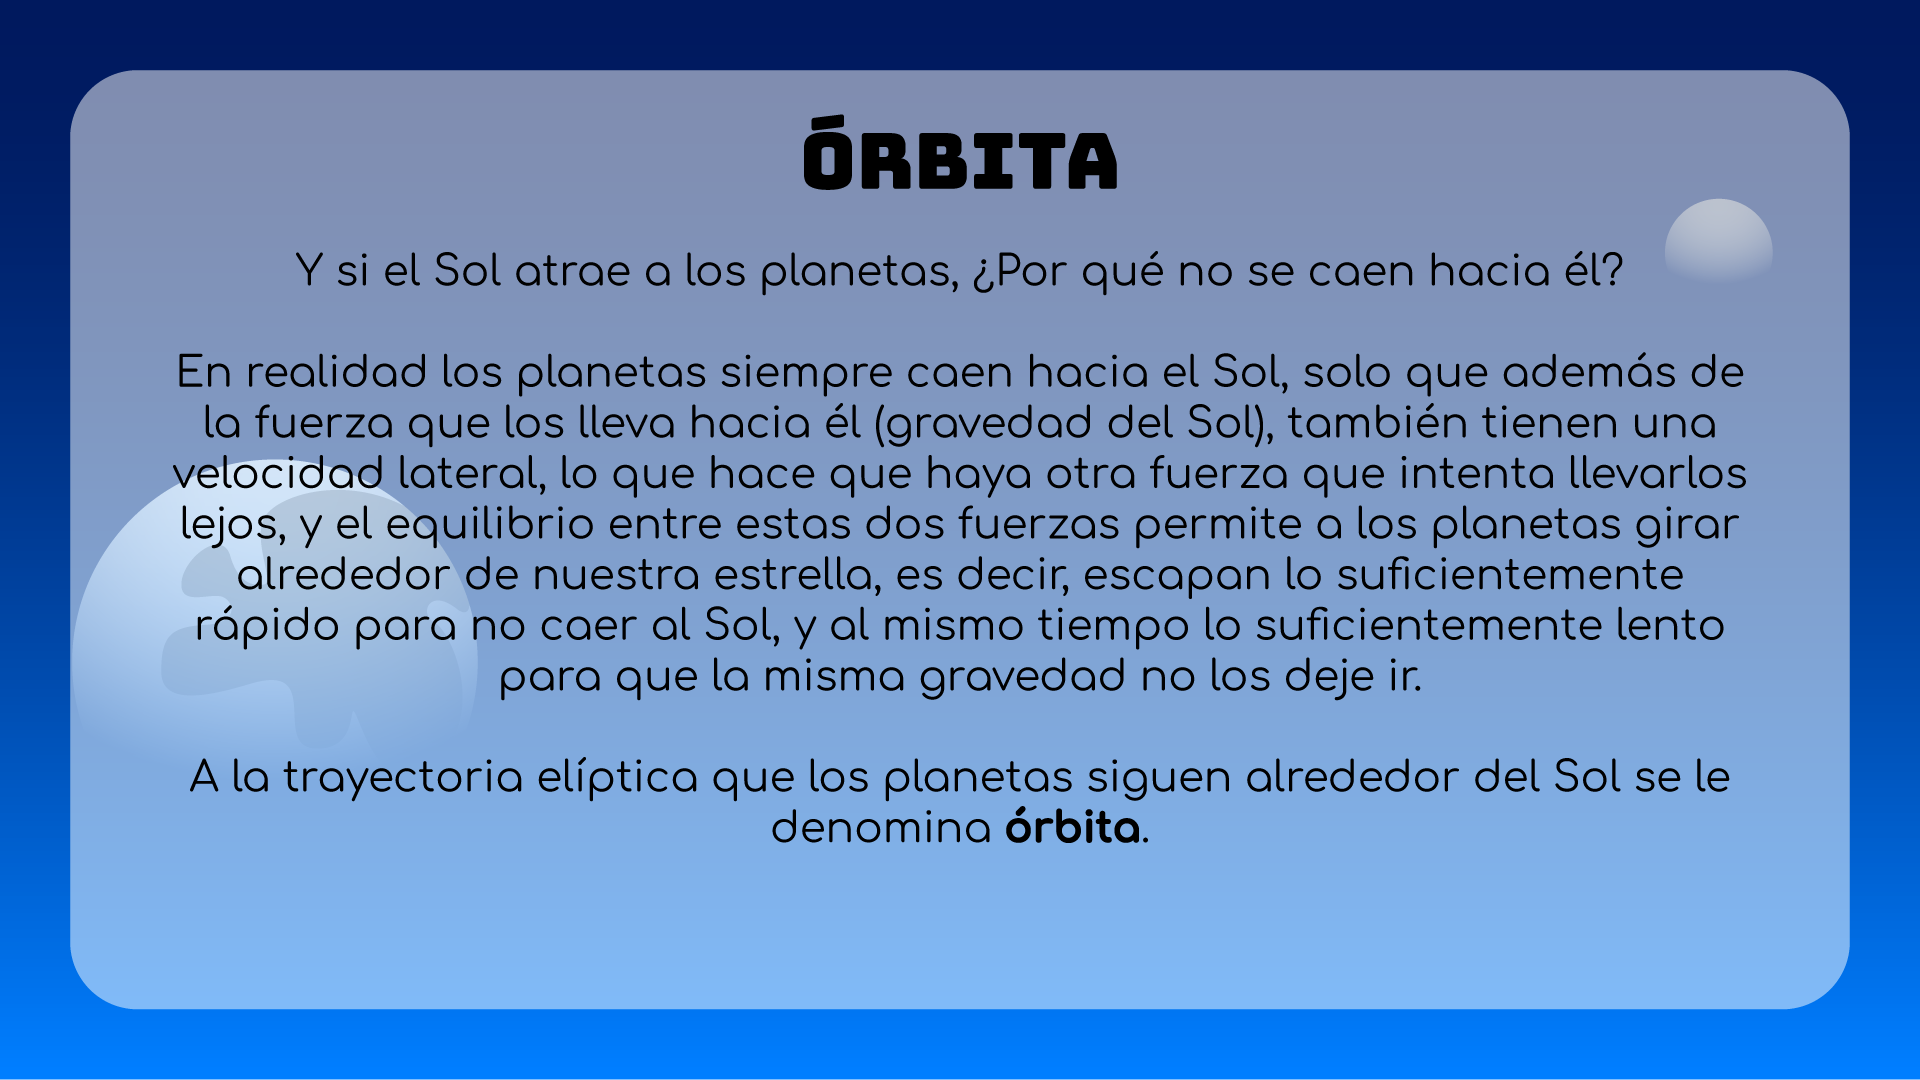 ÓRBITA
Y si el Sol atrae a los planetas, ¿Por qué no se caen hacia él?
En realidad los planetas siempre caen hacia el Sol, solo que además de
la fuerza que los lleva hacia él (gravedad del Sol), también tienen una
velocidad lateral, lo que hace que haya otra fuerza que intenta llevarlos
lejos, y el equilibrio entre estas dos fuerzas permite a los planetas girar
alrededor de nuestra estrella, es decir, escapan lo suficientemente
rápido para no caer al Sol, y al mismo tiempo lo suficientemente lento
para que la misma gravedad no los deje ir.
A la trayectoria elíptica que los planetas siguen alrededor del Sol se le
denomina órbita.